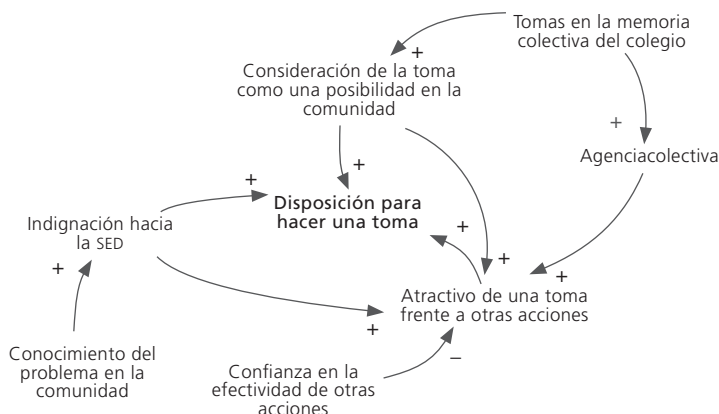 Tomas en la memoria
colectiva del colegio
+
Consideración de la toma
como una posibilidad en la
comunidad
+
Agenciacolectiva
+
+
Disposición para
hacer una toma
+
+
+
Indignación hacia
la SED
+
Atractivo de una toma
frente a otras acciones
+
−
Conocimiento del
problema en la
comunidad
Confianza en la
efectividad de otras
acciones